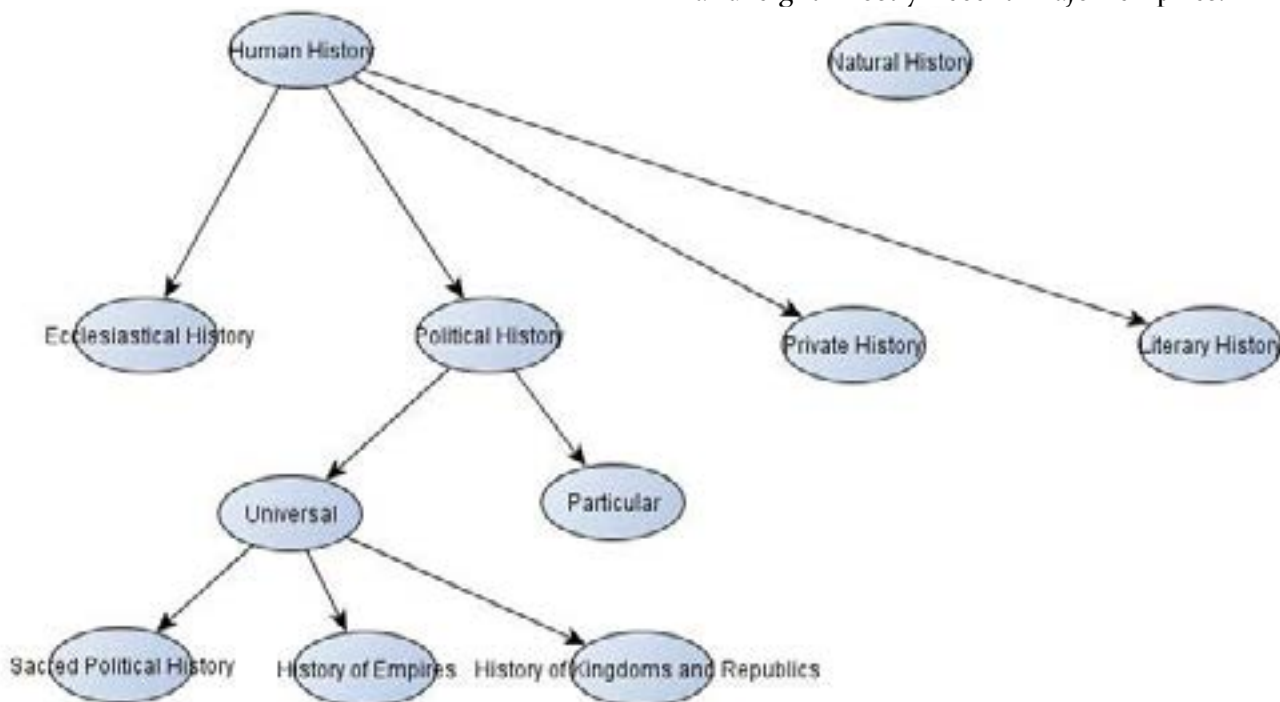 Human History
Natural History
Ecclesiastical History
Political History
Private History
Literary History
Universal
Particular
Sacred Political History
History of Empires
History of Kingdoms and Republics